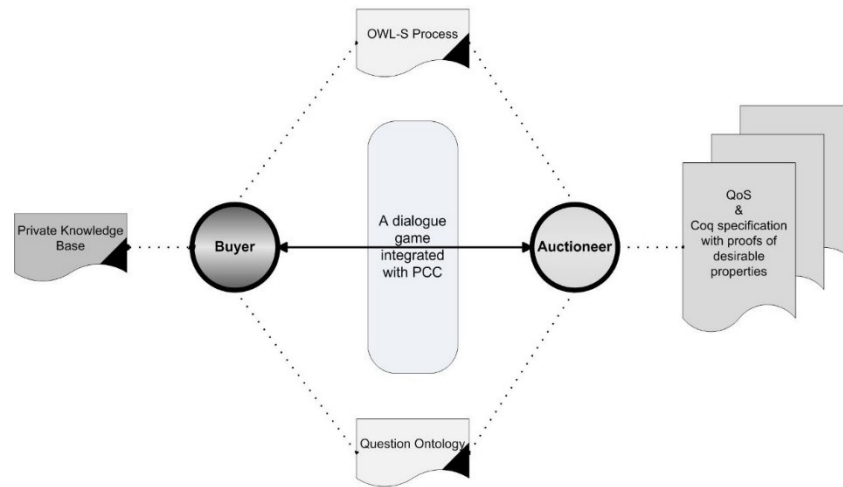 OWL-S Process
Private Knowledge
Base
Buyer
A dialogue
game
integrated
with PCC
Auctioneer
QoS
&
Coq specification
with proofs of
desirable
properties
Question Ontology